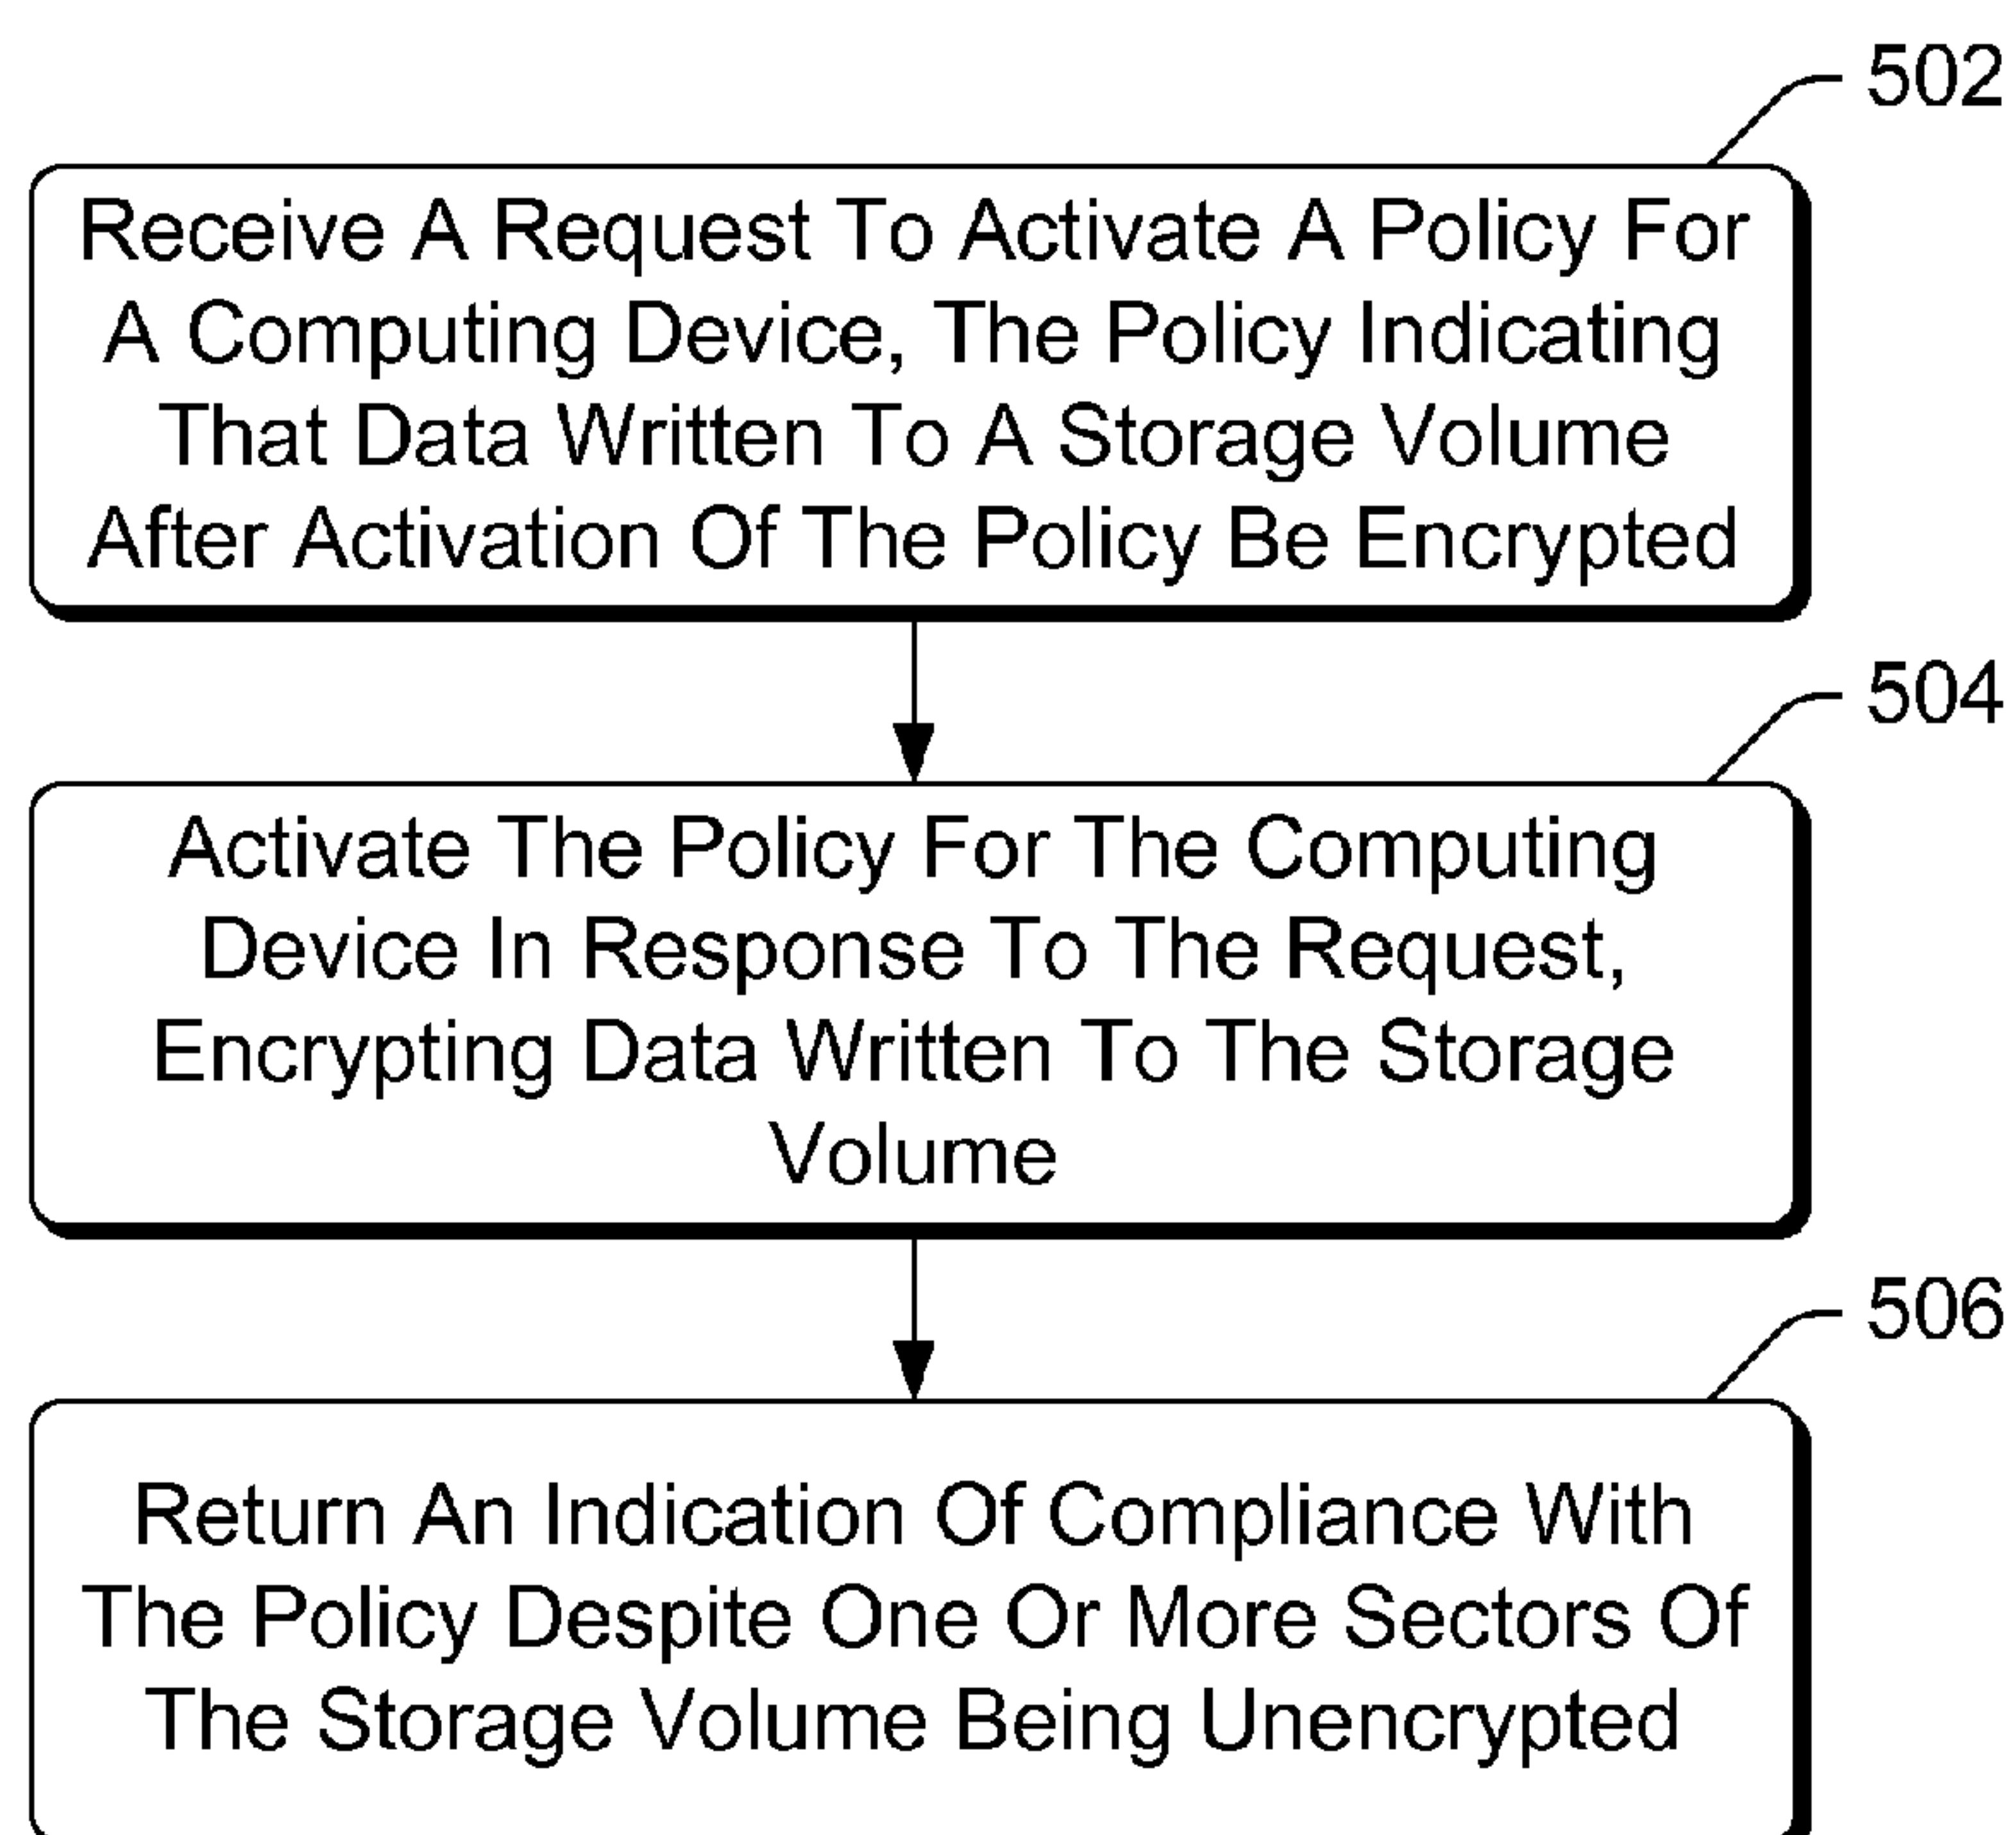 502
Receive A Request To Activate A Policy For
A Computing Device, The Policy Indicating
That Data Written To A Storage Volume
After Activation Of The Policy Be Encrypted
504
Activate The Policy For The Computing
Device In Response To The Request,
Encrypting Data Written To The Storage
Volume
506
Return An Indication Of Compliance With
The Policy Despite One Or More Sectors Of
The Storage Volume Being Unencrypted